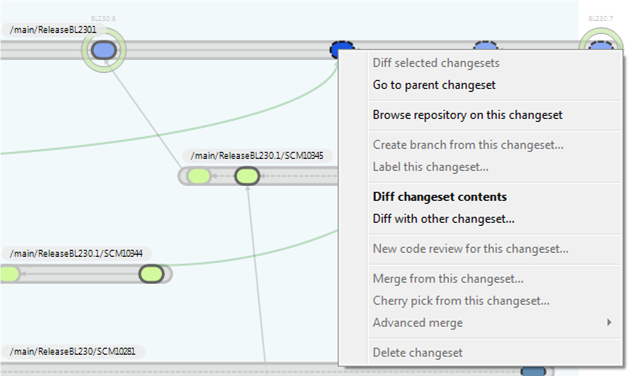 BL230.6
BL230.7
/main/ReleaseBL2301
Diff selected changesets
Go to parent changeset
Browse repository on this changeset
Create branch from this changeset...
/main/ReleaseBL230.1/SCM10345
Label this changeset...
Diff changeset contents
Diff with other changeset...
New code review for this changeset...
/main/ReleaseBL230.1/SCM10344
Merge from this changeset...
Cherry pick from this changeset...
Advanced merge
/main/ReleaseBL230/SCM10281
Delete changeset